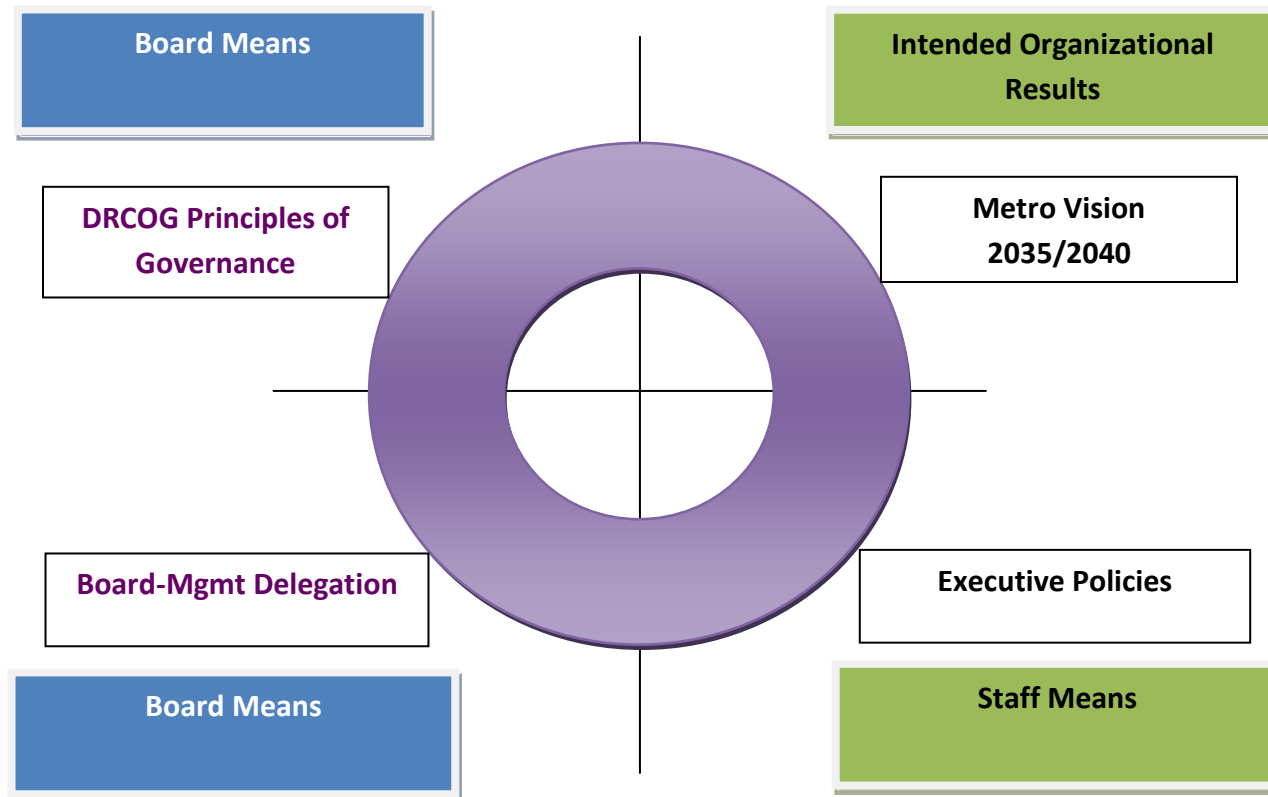 Board Means
Intended Organizational
Results
DRCOG Principles of
Governance
Metro Vision
2035/2040
Board-Mgmt Delegation
Executive Policies
Board Means
Staff Means